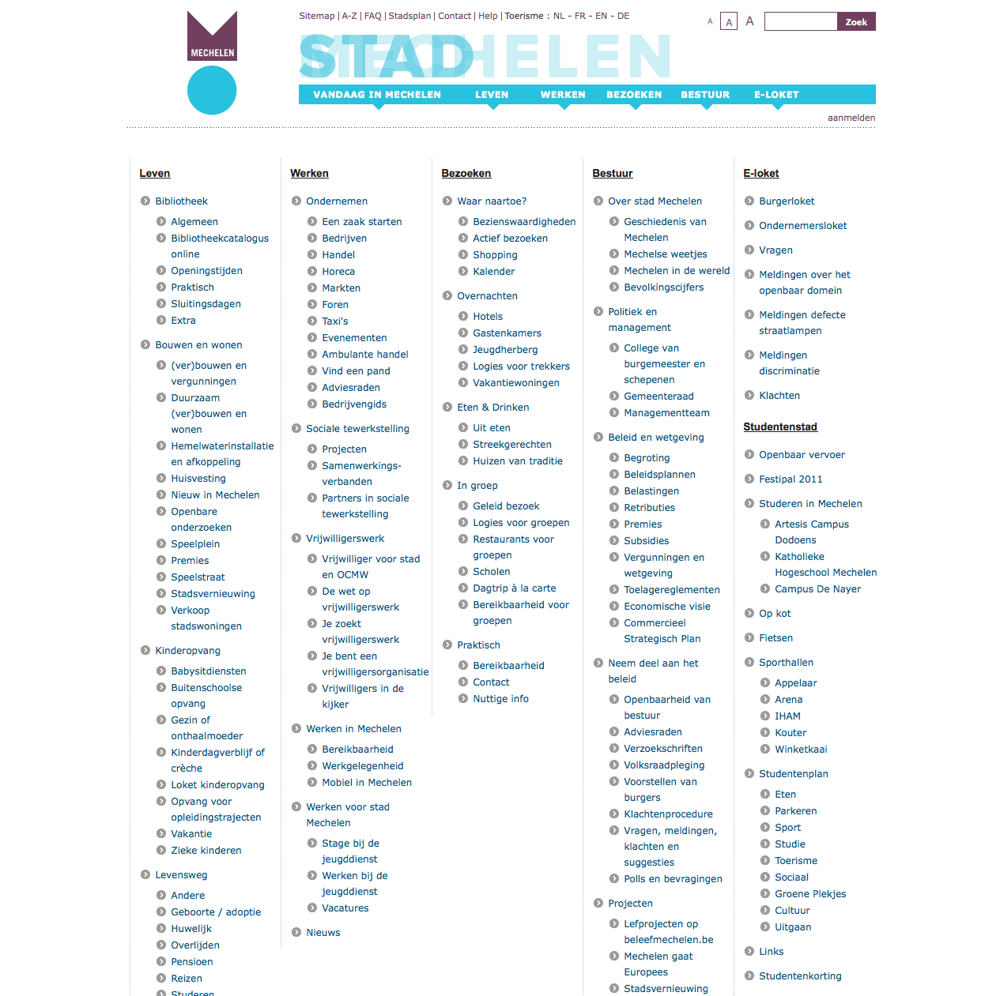 Sitemap | A-Z | FAQ | Stadsplan | Contact | Help | Toerisme : NL - FR - EN - DE
A A A
Zoek
MECHELEN
STAD
MECHELEN
VANDAAG IN MECHELEN LEVEN WERKEN BEZOEKEN BESTUUR E-LOKET
aanmelden
Leven
Bibliotheek
Algemeen
Bibliotheekcatalogus
online
Openingstijden
Praktisch
Sluitingsdagen
Extra
Bouwen en wonen
(ver)bouwen en
vergunningen
Duurzaam
(ver)bouwen en
wonen
Hemelwaterinstallatie
en afkoppeling
Huisvesting
Nieuw in Mechelen
Openbare
onderzoeken
Speelplein
Premies
Speelstraat
Stadsvernieuwing
Verkoop
stadswoningen
Kinderopvang
Babysitdiensten
Buitenschoolse
opvang
Gezin of
onthaalmoeder
Kinderdagverblijf of
crèche
Loket kinderopvang
Opvang voor
opleidingstrajecten
Vakantie
Zieke kinderen
Levensweg
Andere
Geboorte / adoptie
Huwelijk
Overlijden
Pensioen
Reizen
Studeren
Werken
Ondernemen
Een zaak starten
Bedrijven
Handel
Horeca
Markten
Foren
Taxi's
Evenementen
Ambulante handel
Vind een pand
Adviesraden
Bedrijvengids
Sociale tewerkstelling
Projecten
Samenwerkings-
verbanden
Partners in sociale
tewerkstelling
Vrijwilligerswerk
Vrijwilliger voor stad
en OCMW
De wet op
vrijwilligerswerk
Je zoekt
vrijwilligerswerk
Je bent een
vrijwilligersorganisatie
Vrijwilligers in de
kijker
Werken in Mechelen
Bereikbaarheid
Werkgelegenheid
Mobiel in Mechelen
Werken voor stad
Mechelen
Stage bij de
jeugddienst
Werken bij de
jeugddienst
Vacatures
Nieuws
Bezoeken
Waar naartoe?
Bezienswaardigheden
Actief bezoeken
Shopping
Kalender
Overnachten
Hotels
Gastenkamers
Jeugdherberg
Logies voor trekkers
Vakantiewoningen
Eten & Drinken
Uit eten
Streekgerechten
Huizen van traditie
In groep
Geleid bezoek
Logies voor groepen
Restaurants voor
groepen
Scholen
Dagtrip à la carte
Bereikbaarheid voor
groepen
Praktisch
Bereikbaarheid
Contact
Nuttige info
Bestuur
Over stad Mechelen
Geschiedenis van
Mechelen
Mechelse weetjes
Mechelen in de wereld
Bevolkingscijfers
Politiek en
management
College van
burgemeester en
schepenen
Gemeenteraad
Managementteam
Beleid en wetgeving
Begroting
Beleidsplannen
Belastingen
Retributies
Premies
Subsidies
Vergunningen en
wetgeving
Toelagereglementen
Economische visie
Commercieel
Strategisch Plan
Neem deel aan het
beleid
Openbaarheid van
bestuur
Adviesraden
Verzoekschriften
Volksraadpleging
Voorstellen van
burgers
Klachtenprocedure
Vragen, meldingen,
klachten en
suggesties
Polls en bevragingen
Projecten
Lefprojecten op
beleefmechelen.be
Mechelen gaat
Europees
Stadsvernieuwing
E-loket
Burgerloket
Ondernemersloket
Vragen
Meldingen over het
openbaar domein
Meldingen defecte
straatlampen
Meldingen
discriminatie
Klachten
Studentenstad
Openbaar vervoer
Festipal 2011
Studeren in Mechelen
Artesis Campus
Dodoens
Katholieke
Hogeschool Mechelen
Campus De Nayer
Op kot
Fietsen
Sporthallen
Appelaar
Arena
IHAM
Kouter
Winketkaai
Studentenplan
Eten
Parkeren
Sport
Studie
Toerisme
Sociaal
Groene Plekjes
Cultuur
Uitgaan
Links
Studentenkorting